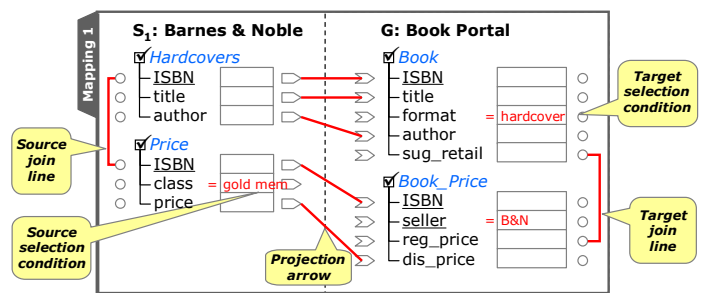 Mapping 1
S1: Barnes & Noble
Hardcovers
ISBN
title
author
Price
ISBN
class = gold mem
price
G: Book Portal
Book
ISBN
title
format = hardcover
author
sug_retail
Book_Price
ISBN
seller = B&N
reg_price
dis_price
Source
join
line
Source
selection
condition
Projection
arrow
Target
selection
condition
Target
join
line